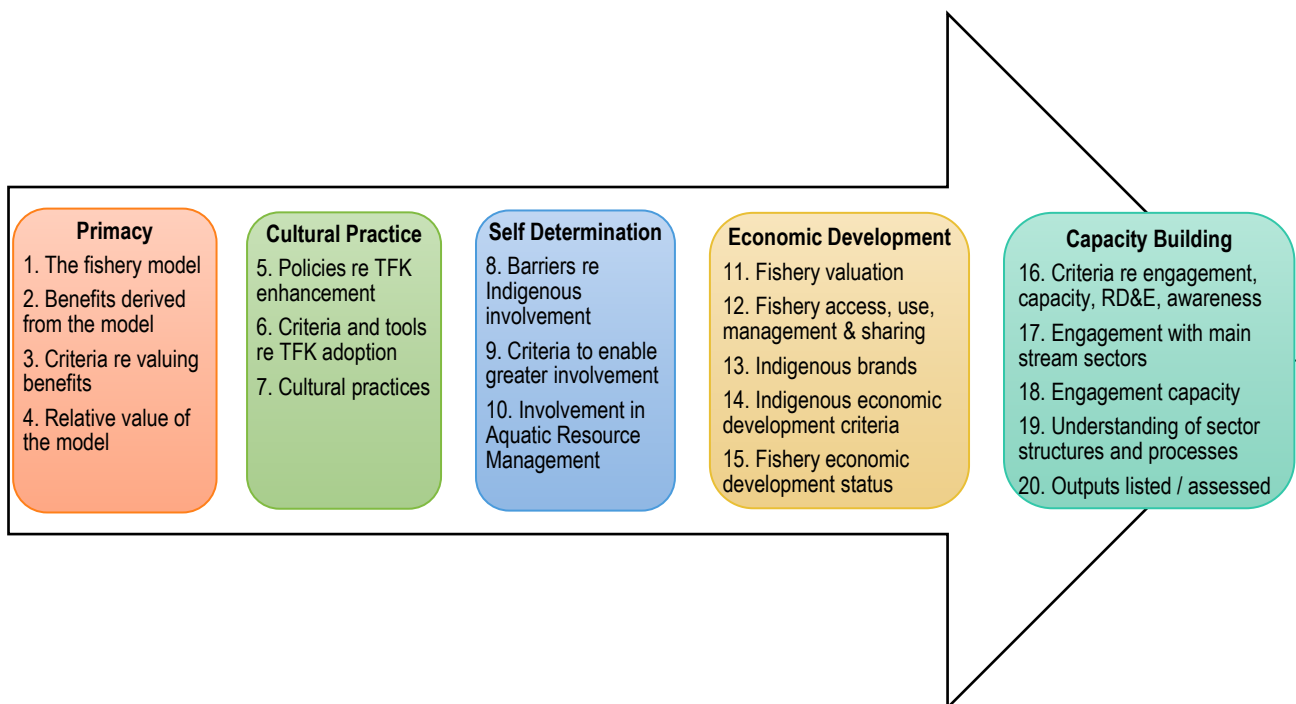 Primacy
1. The fishery model
2. Benefits derived
from the model
3. Criteria re valuing
benefits
4. Relative value of
the model
Cultural Practice
5. Policies re TFK
enhancement
6. Criteria and tools
re TFK adoption
7. Cultural practices
Self Determination
8. Barriers re
Indigenous
involvement
9. Criteria to enable
greater involvement
10. Involvement in
Aquatic Resource
Management
Economic Development
11. Fishery valuation
12. Fishery access, use,
management & sharing
13. Indigenous brands
14. Indigenous economic
development criteria
15. Fishery economic
development status
Capacity Building
16. Criteria re engagement,
capacity, RD&E, awareness
17. Engagement with main
stream sectors
18. Engagement capacity
19. Understanding of sector
structures and processes
20. Outputs listed / assessed